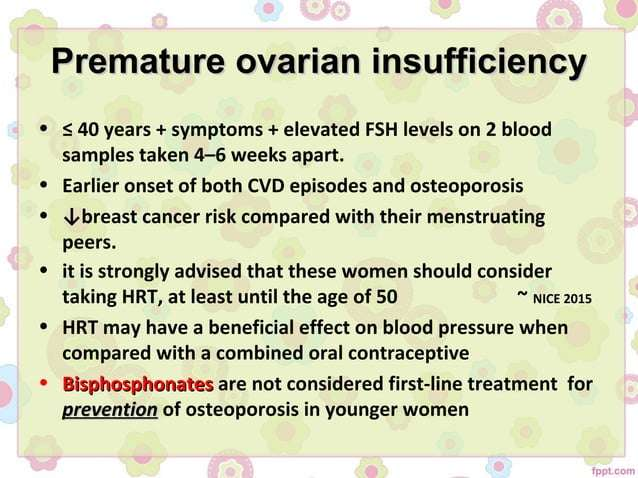 Premature ovarian insufficiency
• ≤ 40 years + symptoms + elevated FSH levels on 2 blood
samples taken 4–6 weeks apart.
• Earlier onset of both CVD episodes and osteoporosis
• ↓breast cancer risk compared with their menstruating
peers.
• it is strongly advised that these women should consider
taking HRT, at least until the age of 50 ~ NICE 2015
• HRT may have a beneficial effect on blood pressure when
compared with a combined oral contraceptive
• Bisphosphonates are not considered first-line treatment for
prevention of osteoporosis in younger women
fppt.com